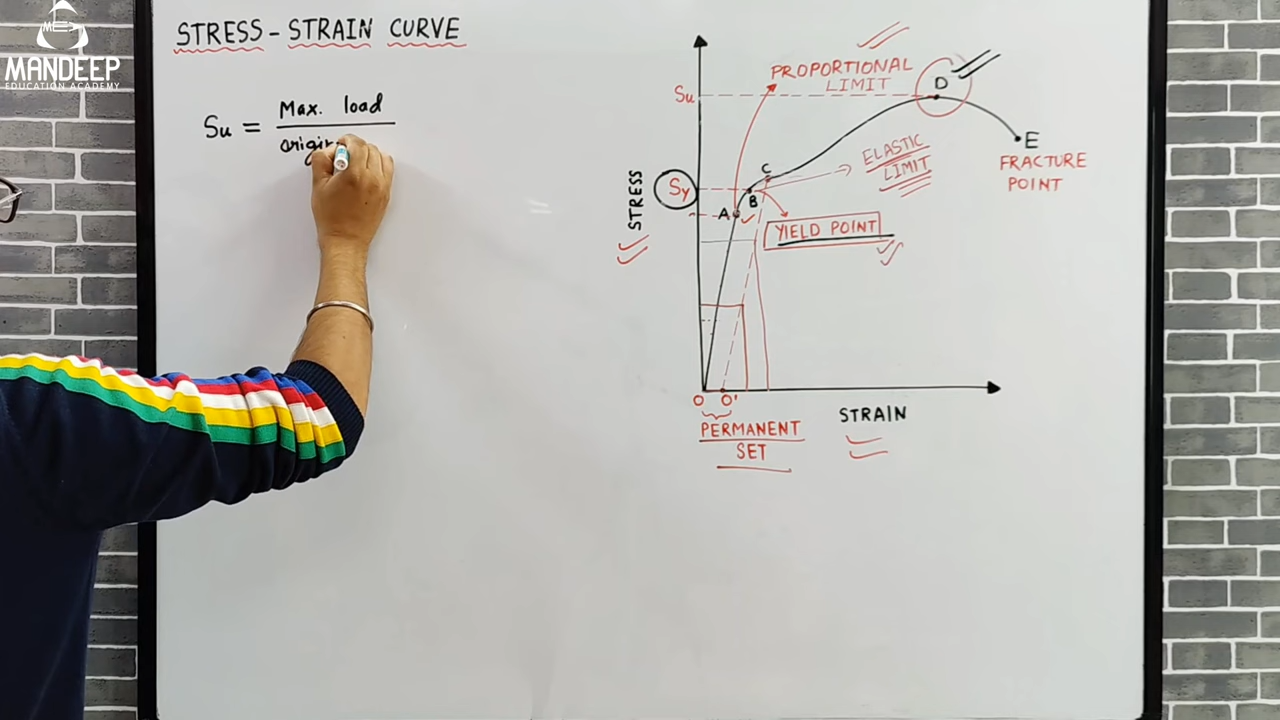 MES
MANDEEP
EDUCATION ACADEMY
STRESS - STRAIN CURVE
Su = Max. load
STRESS
Su
Sy
PROPORTIONAL
LIMIT
D
E
FRACTURE
POINT
ELASTIC
LIMIT
C
B
A
YIELD POINT
O O'
PERMANENT
SET
STRAIN